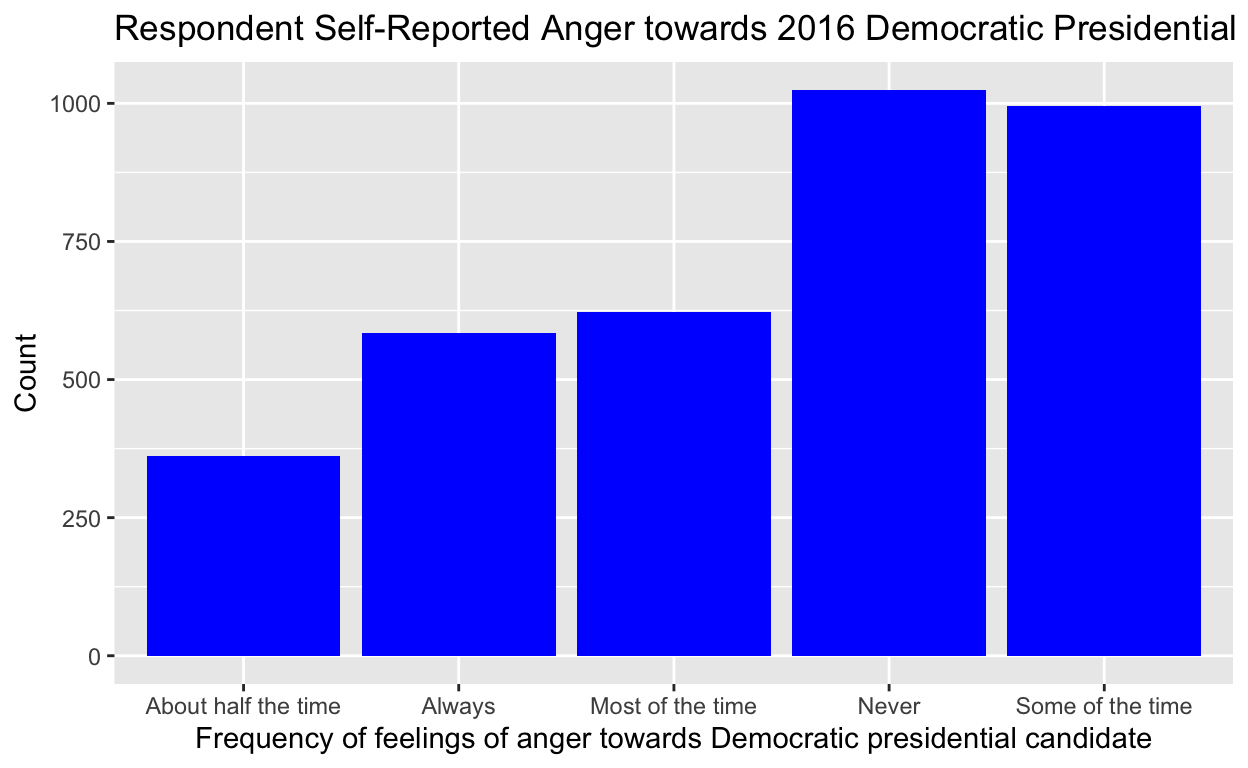 Respondent Self-Reported Anger towards 2016 Democratic Presidential
1000
750
500
250
0
Count
About half the time
Always
Most of the time
Never
Some of the time
Frequency of feelings of anger towards Democratic presidential candidate